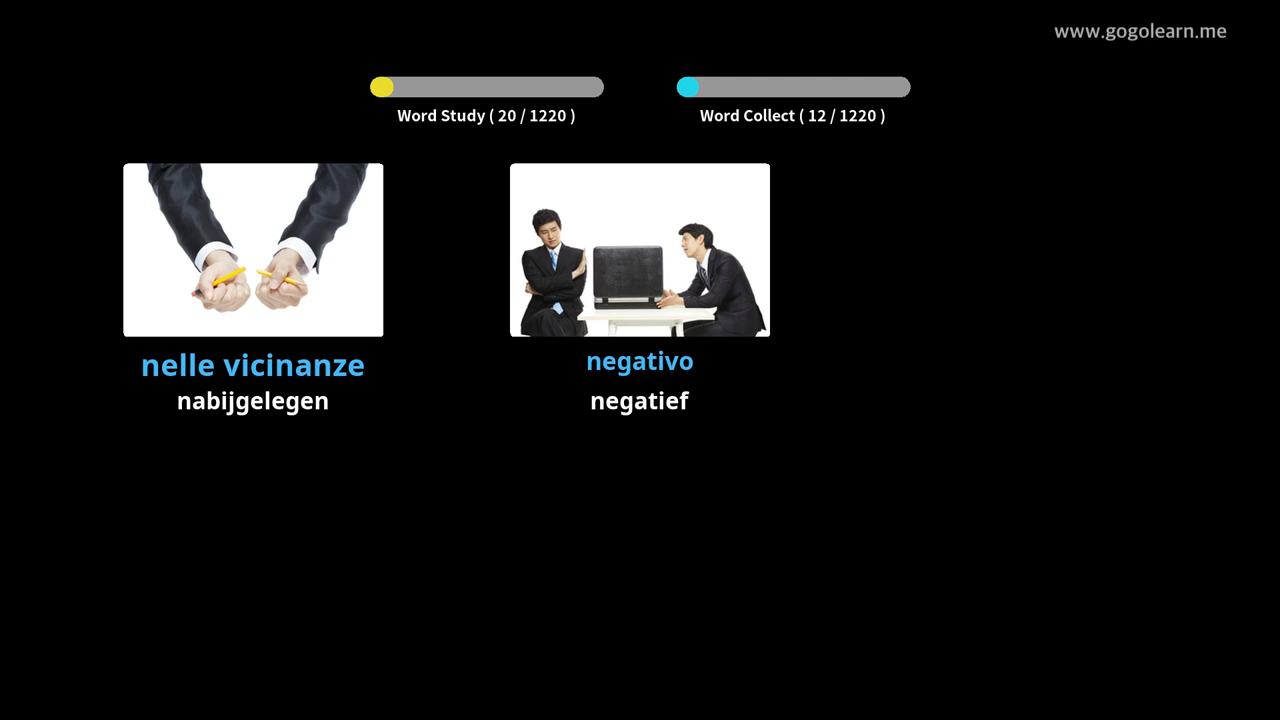 www.gogolearn.me
Word Study ( 20 / 1220 )
Word Collect ( 12 / 1220 )
nelle vicinanze
nabijgelegen
negativo
negatief